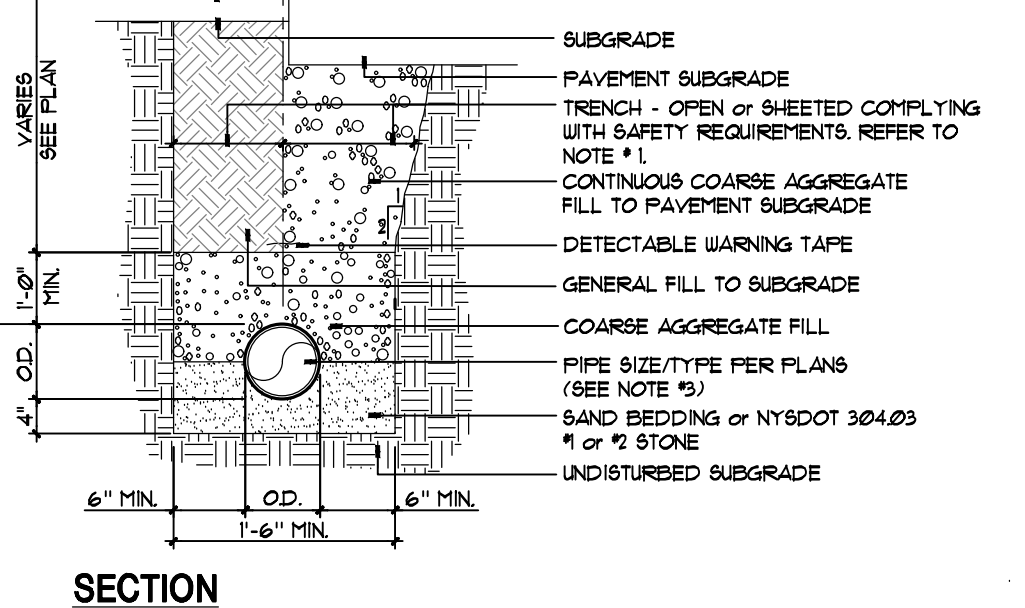 SUBGRADE
PAVEMENT SUBGRADE
TRENCH - OPEN or SHEETED COMPLYING
WITH SAFETY REQUIREMENTS. REFER TO
NOTE # 1.
CONTINUOUS COARSE AGGREGATE
FILL TO PAVEMENT SUBGRADE
DETECTABLE WARNING TAPE
GENERAL FILL TO SUBGRADE
COARSE AGGREGATE FILL
PIPE SIZE/TYPE PER PLANS
(SEE NOTE #3)
SAND BEDDING or NYSDOT 304.03
#1 or #2 STONE
UNDISTURBED SUBGRADE
VARIES
SEE PLAN
1'-0"
MIN.
O.D.
4"
1
2
6" MIN.
O.D.
6" MIN.
1'-6" MIN.
SECTION